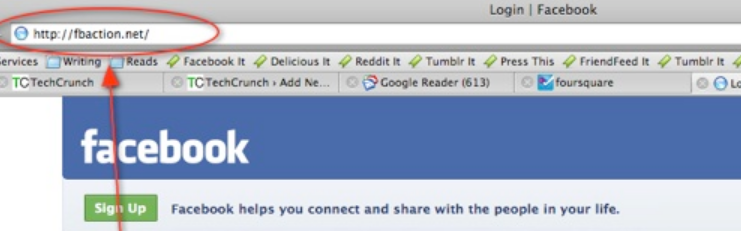 Login | Facebook
http://fbaction.net/
ervices Writing Reads Facebook It Delicious It Reddit It Tumblr It Press This FriendFeed It Tumblr It
TC TechCrunch TC TechCrunch › Add Ne... Google Reader (613) foursquare Lo
facebook
Sign Up Facebook helps you connect and share with the people in your life.